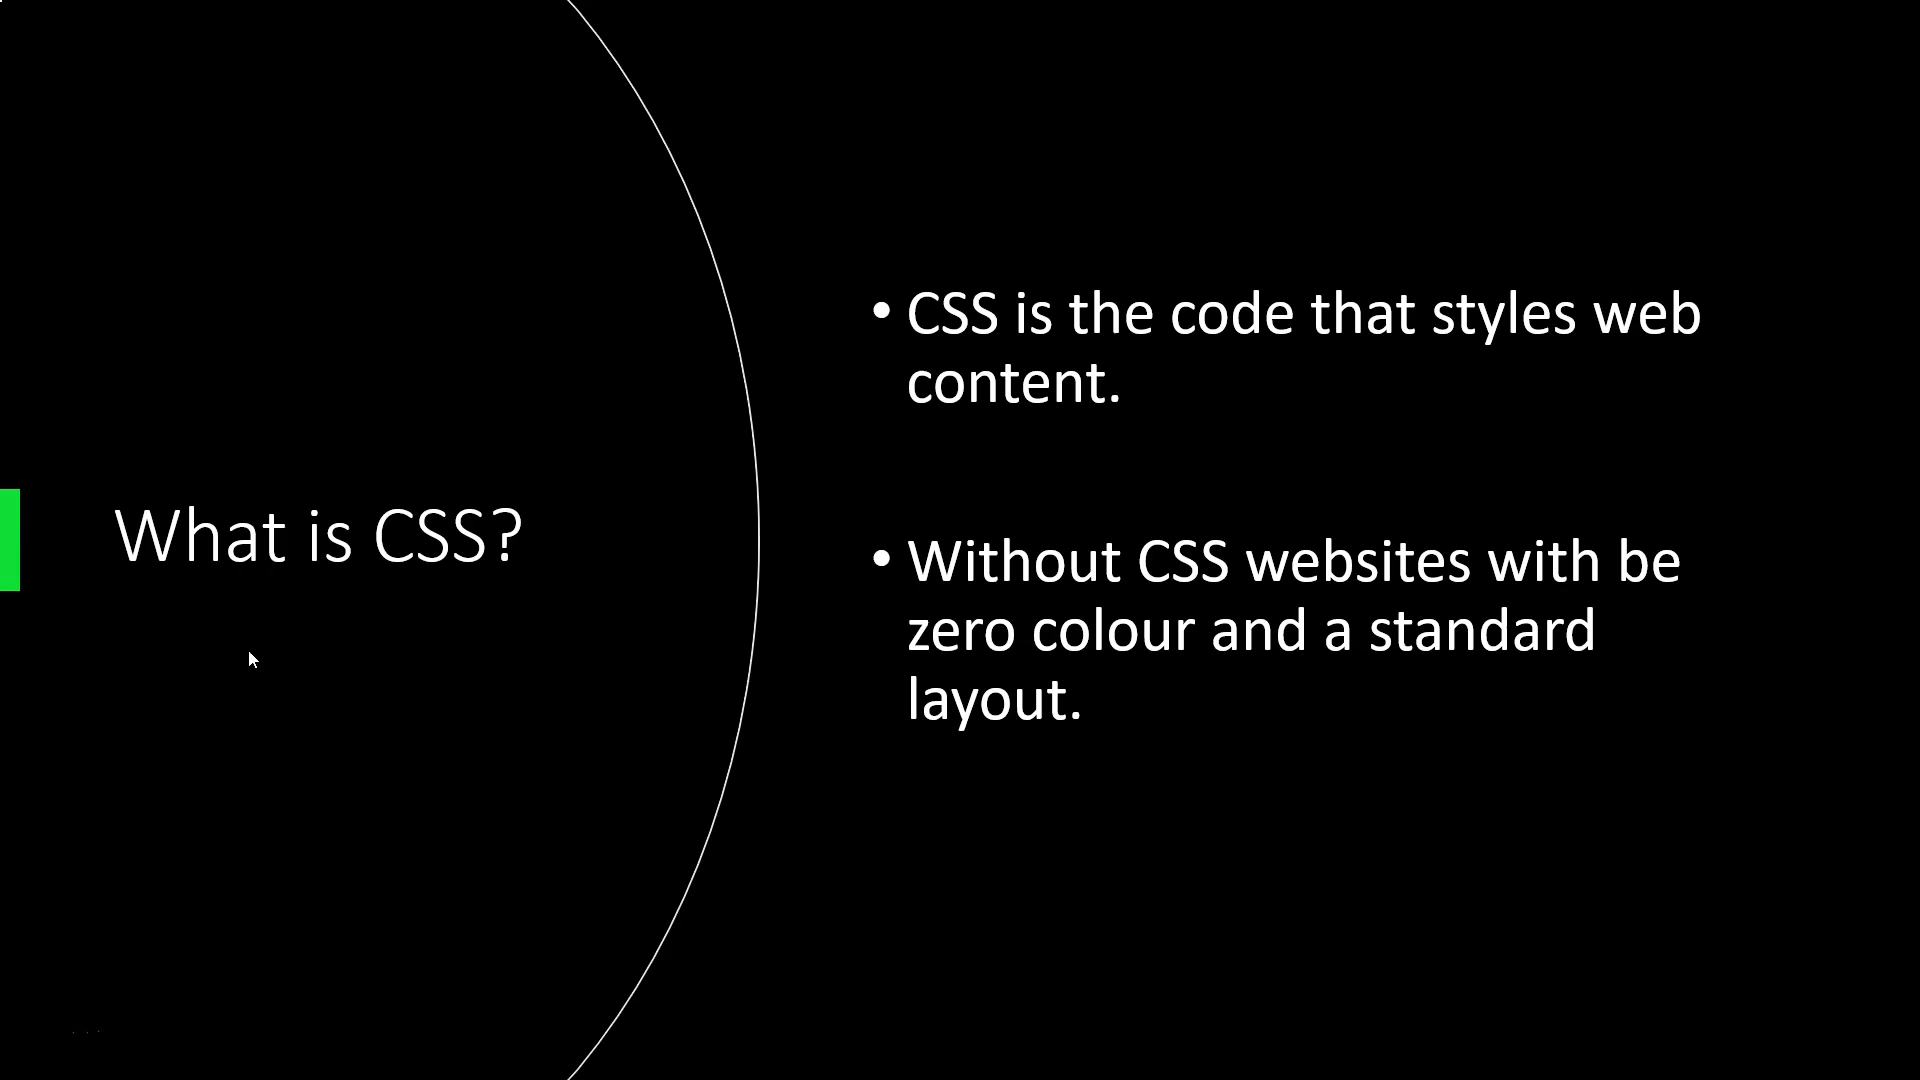 What is CSS?
• CSS is the code that styles web
content.
• Without CSS websites with be
zero colour and a standard
layout.